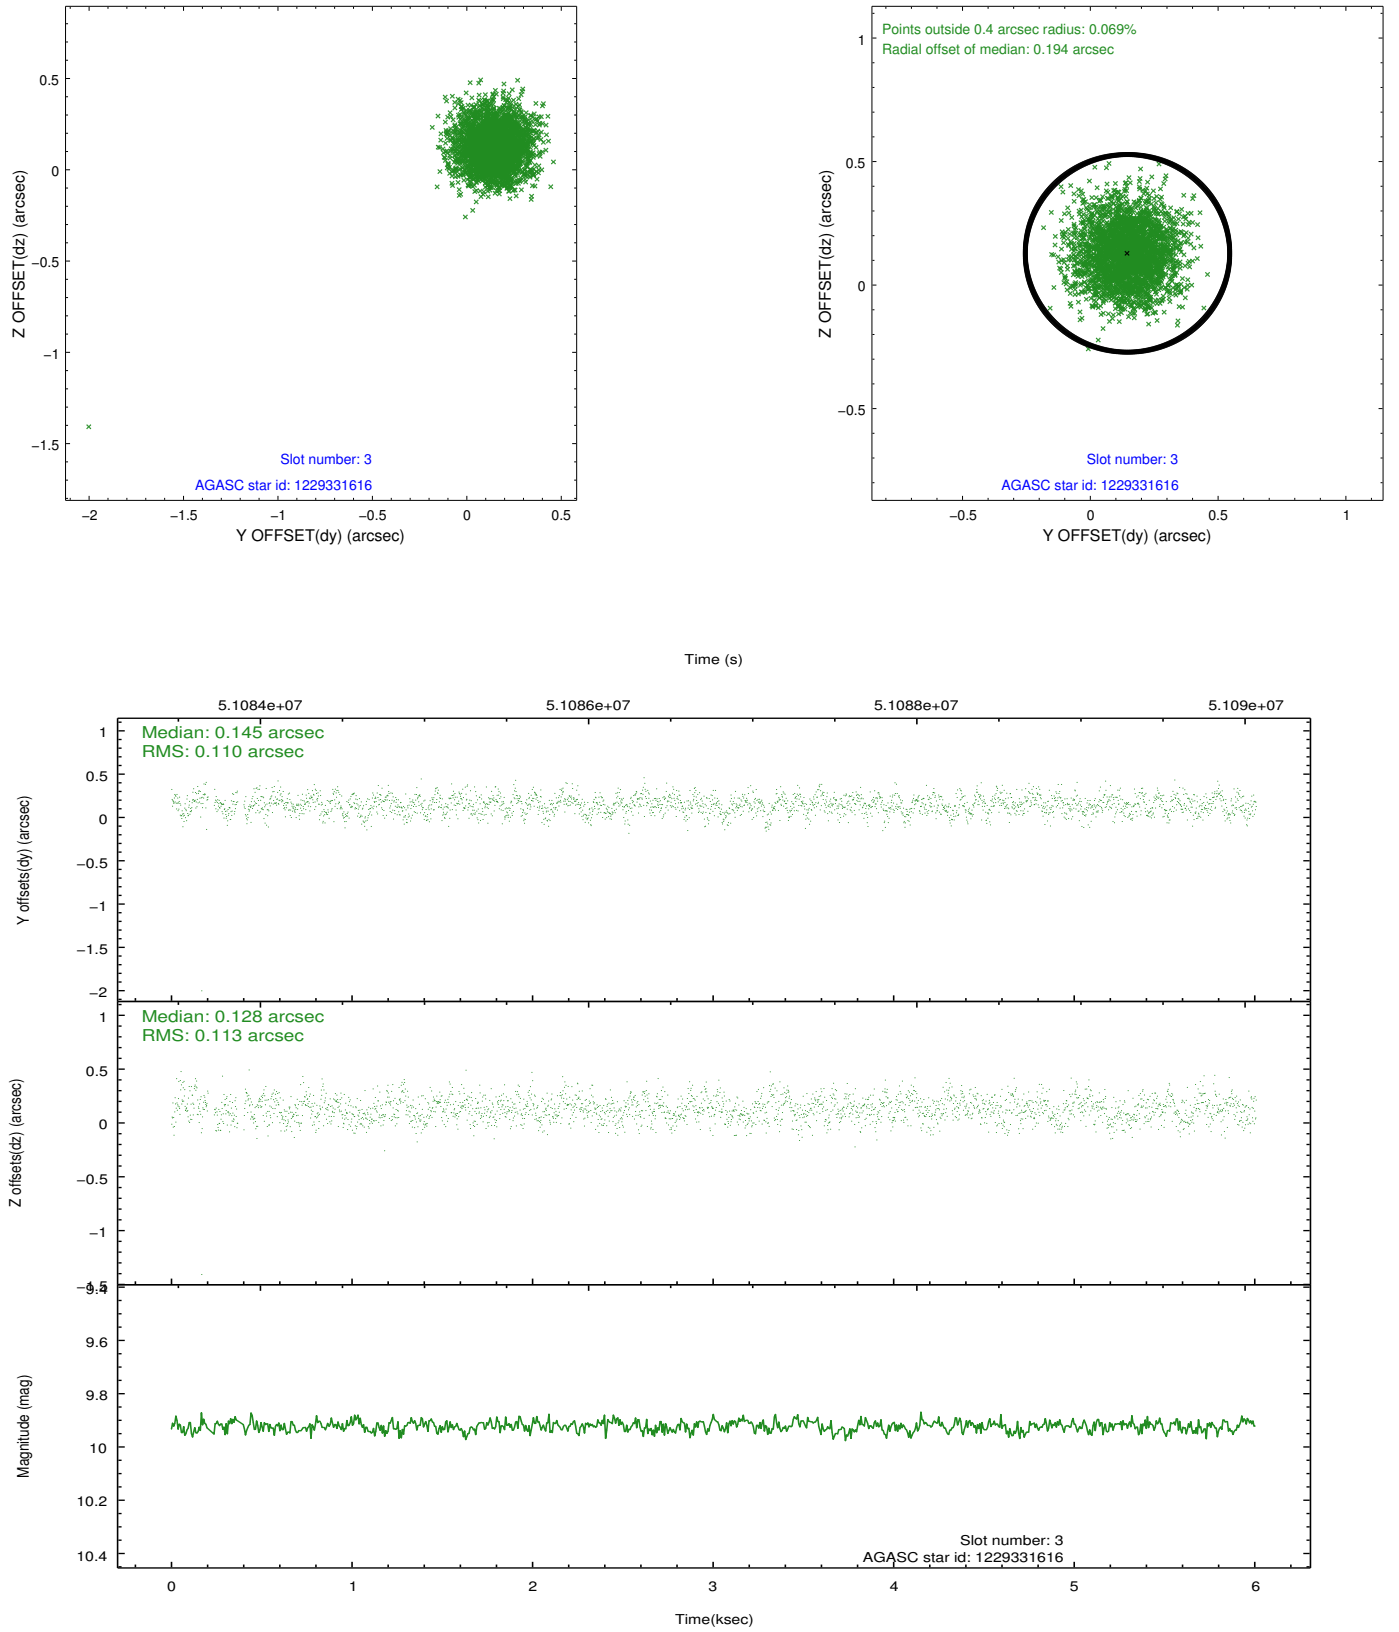 Points outside 0.4 arcsec radius: 0.069%
Radial offset of median: 0.194 arcsec
0.5
0
−0.5
−1
−1.5
Z OFFSET(dz) (arcsec)
Slot number: 3
AGASC star id: 1229331616
−2 −1.5 −1 −0.5 0 0.5
Y OFFSET(dy) (arcsec)
1
0.5
0
−0.5
Z OFFSET(dz) (arcsec)
Slot number: 3
AGASC star id: 1229331616
−0.5 0 0.5 1
Y OFFSET(dy) (arcsec)
Time (s)
5.1084e+07 5.1086e+07 5.1088e+07 5.109e+07
Median: 0.145 arcsec
RMS: 0.110 arcsec
1
0.5
0
−0.5
−1
−1.5
−2
Y offsets(dy) (arcsec)
Median: 0.128 arcsec
RMS: 0.113 arcsec
1
0.5
0
−0.5
−1
−1.5
Z offsets(dz) (arcsec)
9.4
9.6
9.8
10
10.2
10.4
Magnitude (mag)
Slot number: 3
AGASC star id: 1229331616
0 1 2 3 4 5 6
Time(ksec)